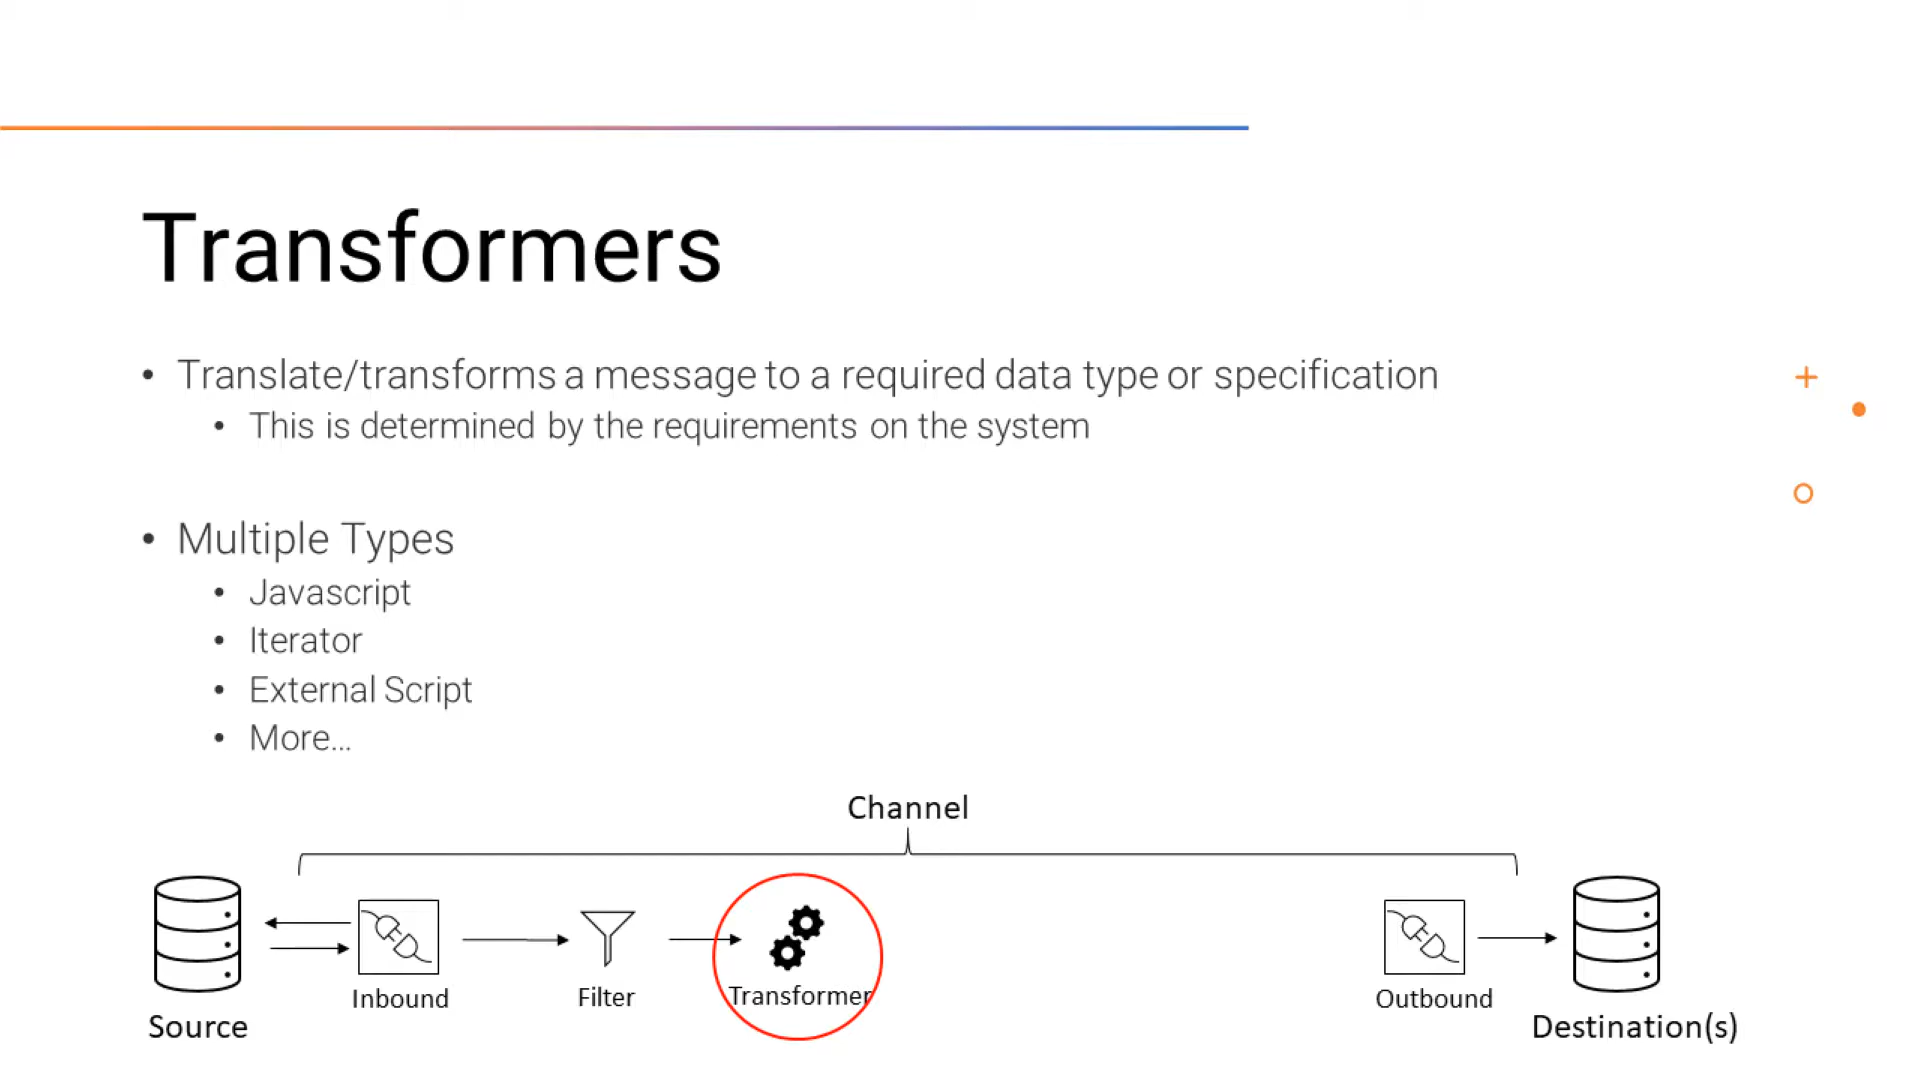 Transformers
• Translate/transforms a message to a required data type or specification
• This is determined by the requirements on the system
• Multiple Types
• Javascript
• Iterator
• External Script
• More...
Channel
Inbound
Filter
Transformer
Outbound
Source
Destination(s)